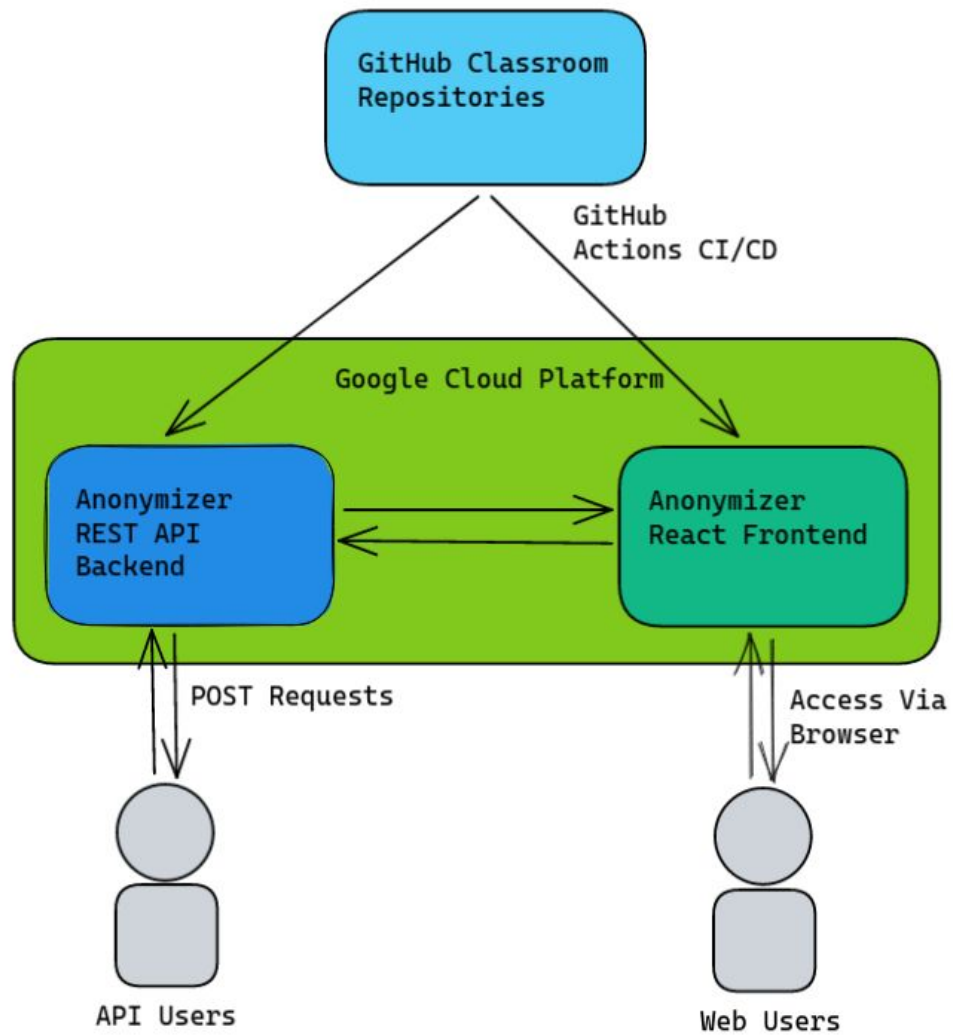 GitHub Classroom
Repositories
GitHub
Actions CI/CD
Google Cloud Platform
Anonymizer
REST API
Backend
Anonymizer
React Frontend
POST Requests
Access Via
Browser
API Users
Web Users